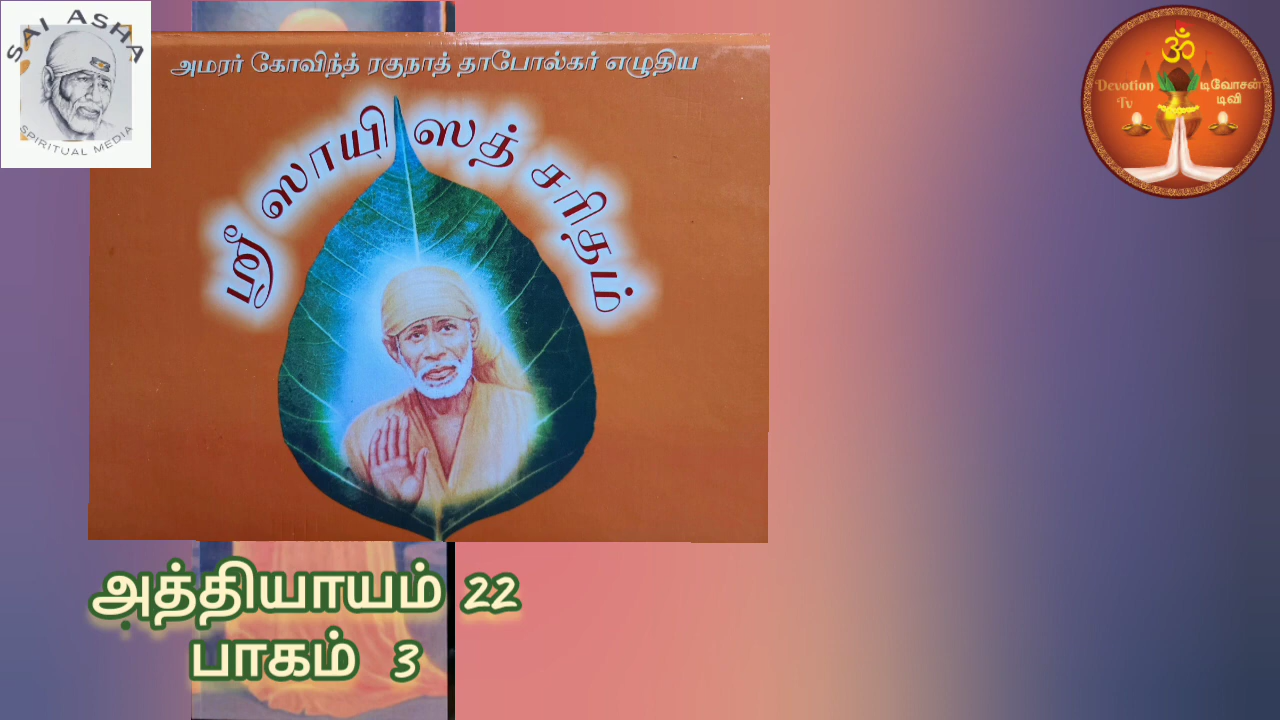 SAI ASHA
SPIRITUAL MEDIA
அமரர் கோவிந்த் ரகுநாத் தாபோல்கர் எழுதிய
ஸ்ரீ ஸாயி ஸத் சரிதம்
ॐ
Devotion
Tv
டிவோசன்
டிவி
அத்தியாயம் 22
பாகம் 3